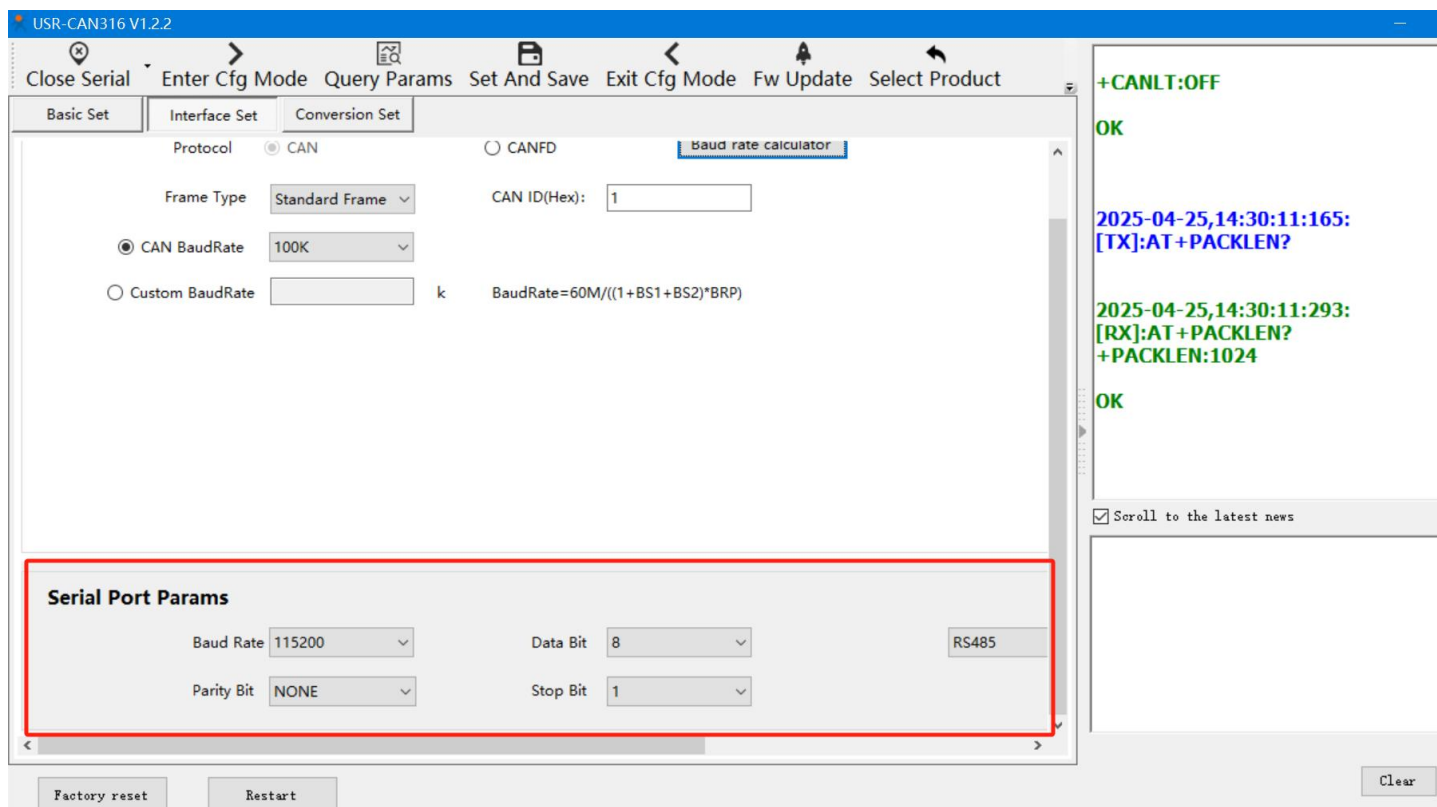 USR-CAN316 V1.2.2
Close Serial Enter Cfg Mode Query Params Set And Save Exit Cfg Mode Fw Update Select Product
Basic Set Interface Set Conversion Set
Protocol CAN CANFD Baud rate calculator
Frame Type Standard Frame CAN ID(Hex): 1
CAN BaudRate 100K
Custom BaudRate k BaudRate=60M/((1+BS1+BS2)*BRP)
Serial Port Params
Baud Rate 115200 Data Bit 8 RS485
Parity Bit NONE Stop Bit 1
Factory reset Restart
+CANLT:OFF
OK
2025-04-25,14:30:11:165:
[TX]:AT+PACKLEN?
2025-04-25,14:30:11:293:
[RX]:AT+PACKLEN?
+PACKLEN:1024
OK
Scroll to the latest news
Clear